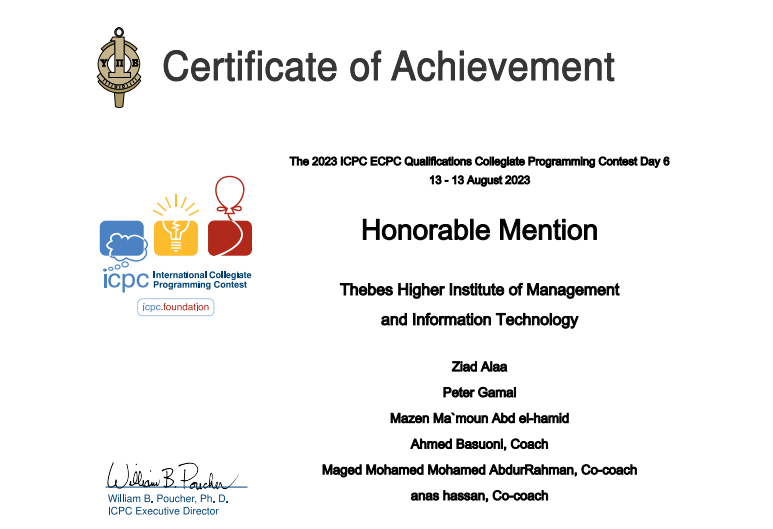 Certificate of Achievement
ΥΠΕ
The 2023 ICPC ECPC Qualifications Collegiate Programming Contest Day 6
13 - 13 August 2023
Honorable Mention
icpc International Collegiate
Programming Contest
icpc.foundation
Thebes Higher Institute of Management
and Information Technology
Ziad Alaa
Peter Gamal
Mazen Ma`moun Abd el-hamid
Ahmed Basuoni, Coach
Maged Mohamed Mohamed AbdurRahman, Co-coach
anas hassan, Co-coach
William B. Poucher
William B. Poucher, Ph. D.
ICPC Executive Director